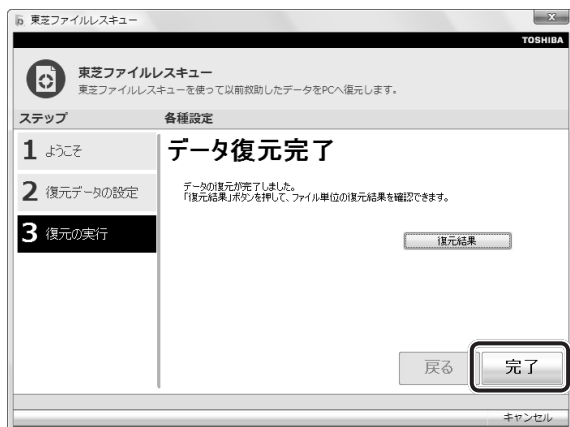 東芝ファイルレスキュー
TOSHIBA
東芝ファイルレスキュー
東芝ファイルレスキューを使って以前救助したデータをPCへ復元します。
ステップ
各種設定
1 ようこそ
2 復元データの設定
3 復元の実行
データ復元完了
データの復元が完了しました。
「復元結果」ボタンを押して、ファイル単位の復元結果を確認できます。
復元結果
戻る
完了
キャンセル